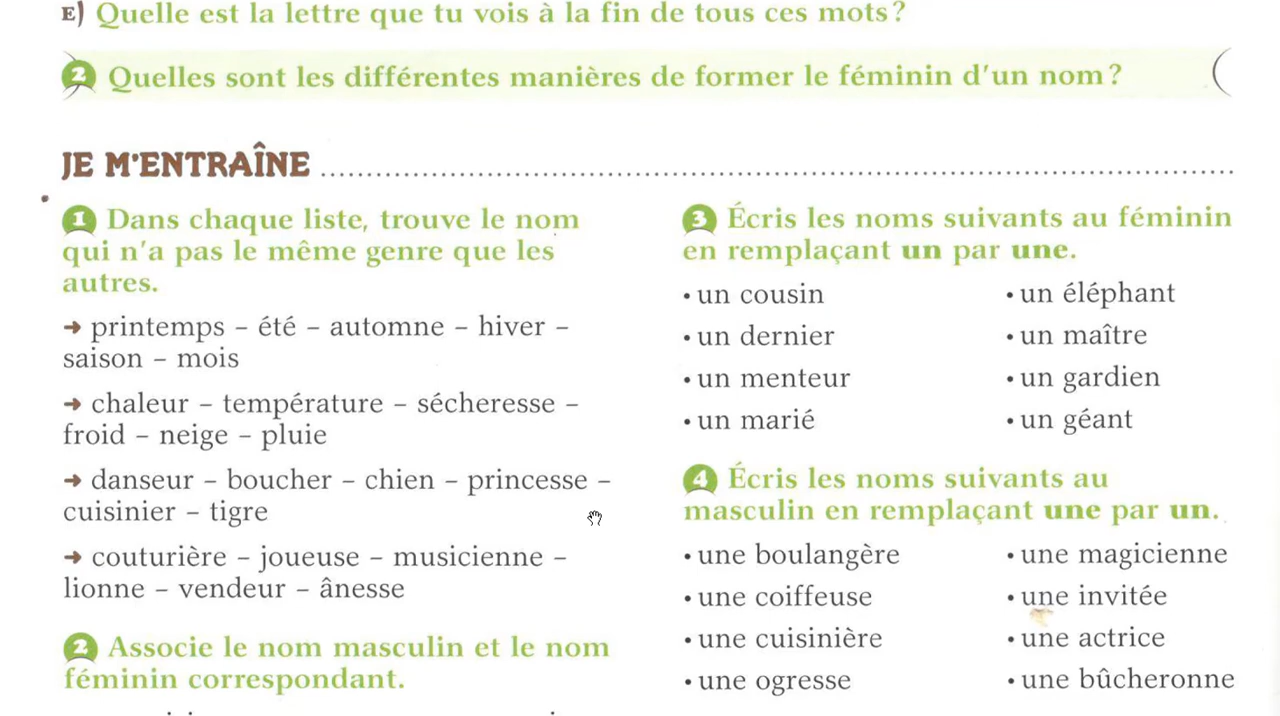 E) Quelle est la lettre que tu vois à la fin de tous ces mots ?
2 Quelles sont les différentes manières de former le féminin d'un nom ?
JE M'ENTRAÎNE
1 Dans chaque liste, trouve le nom
qui n'a pas le même genre que les
autres.
➜ printemps – été – automne – hiver –
saison – mois
➜ chaleur – température – sécheresse –
froid – neige – pluie
➜ danseur – boucher – chien – princesse –
cuisinier – tigre
➜ couturière – joueuse – musicienne –
lionne – vendeur – ânesse
2 Associe le nom masculin et le nom
féminin correspondant.
3 Écris les noms suivants au féminin
en remplaçant un par une.
• un cousin
• un dernier
• un menteur
• un marié
• un éléphant
• un maître
• un gardien
• un géant
4 Écris les noms suivants au
masculin en remplaçant une par un.
• une boulangère
• une coiffeuse
• une cuisinière
• une ogresse
• une magicienne
• une invitée
• une actrice
• une bûcheronne